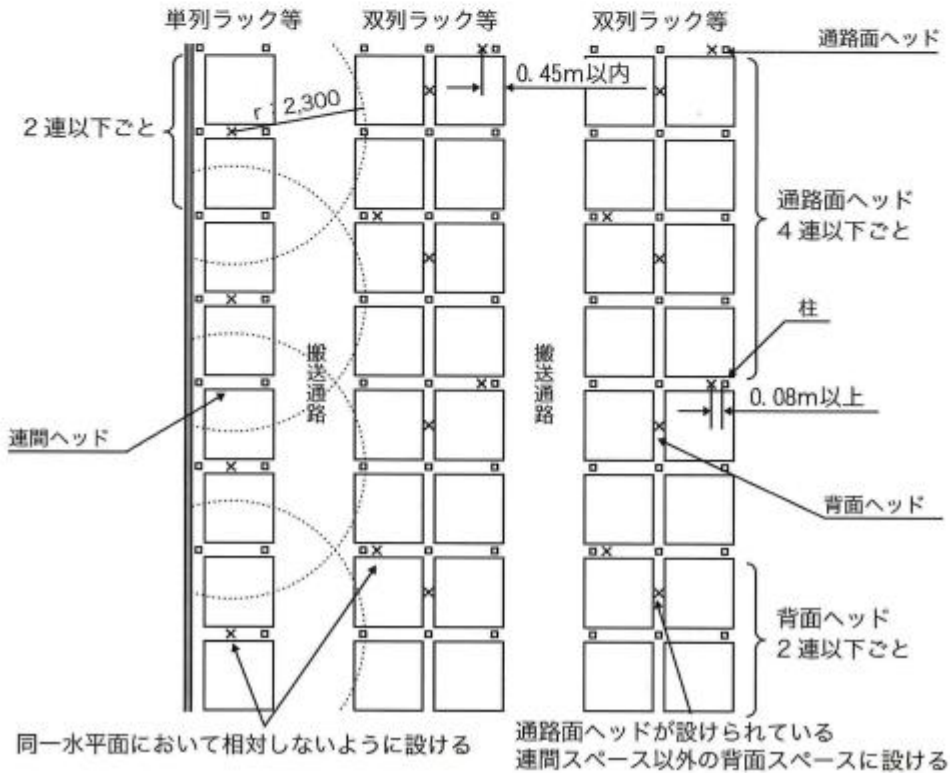 単列ラック等
双列ラック等
双列ラック等
通路面ヘッド
0.45m以内
r : 2,300
2連以下ごと
通路面ヘッド
4連以下ごと
柱
搬送通路
搬送通路
0.08m以上
連間ヘッド
背面ヘッド
背面ヘッド
2連以下ごと
同一水平面において相対しないように設ける
通路面ヘッドが設けられている
連間スペース以外の背面スペースに設ける